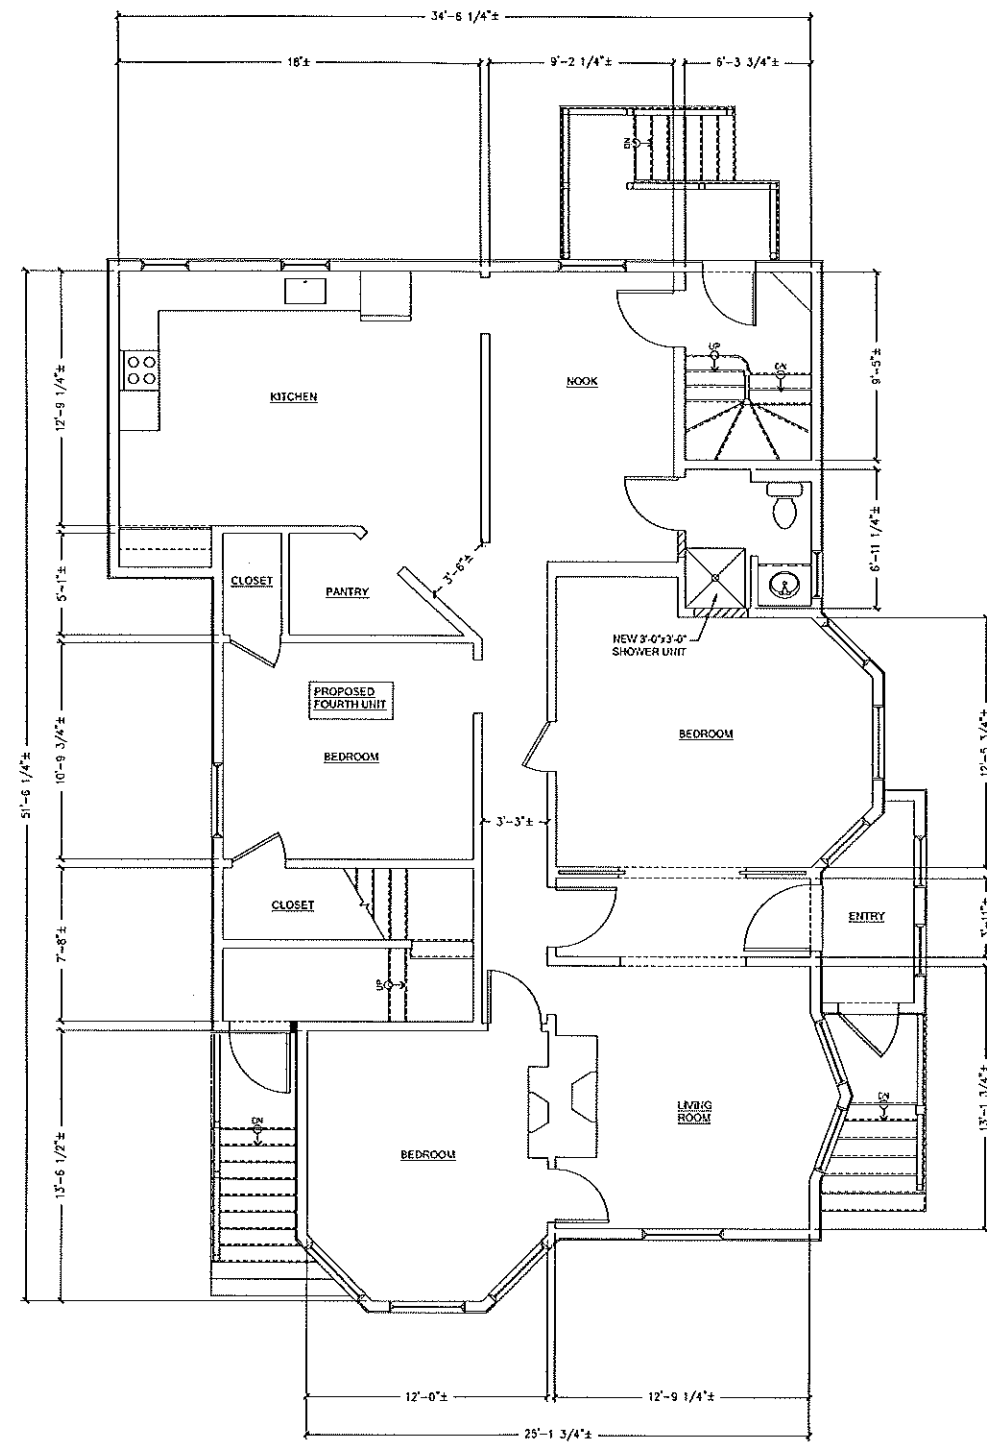 34'-6 1/4"±
18'±
9'-2 1/4"±
6'-3 3/4"±
DN
12'-9 1/4"±
KITCHEN
NOOK
UP
DN
9'-5"±
5'-1"±
CLOSET
PANTRY
3'-6"±
6'-11 1/4"±
NEW 3'-0"x3'-0"
SHOWER UNIT
51'-6 1/4"±
10'-9 3/4"±
PROPOSED
FOURTH UNIT
BEDROOM
BEDROOM
12'-5 3/4"±
3'-3"±
7'-8"±
CLOSET
ENTRY
3'-11"±
UP
13'-6 1/2"±
DN
BEDROOM
LIVING
ROOM
DN
13'-1 3/4"±
12'-0"±
12'-9 1/4"±
25'-1 3/4"±